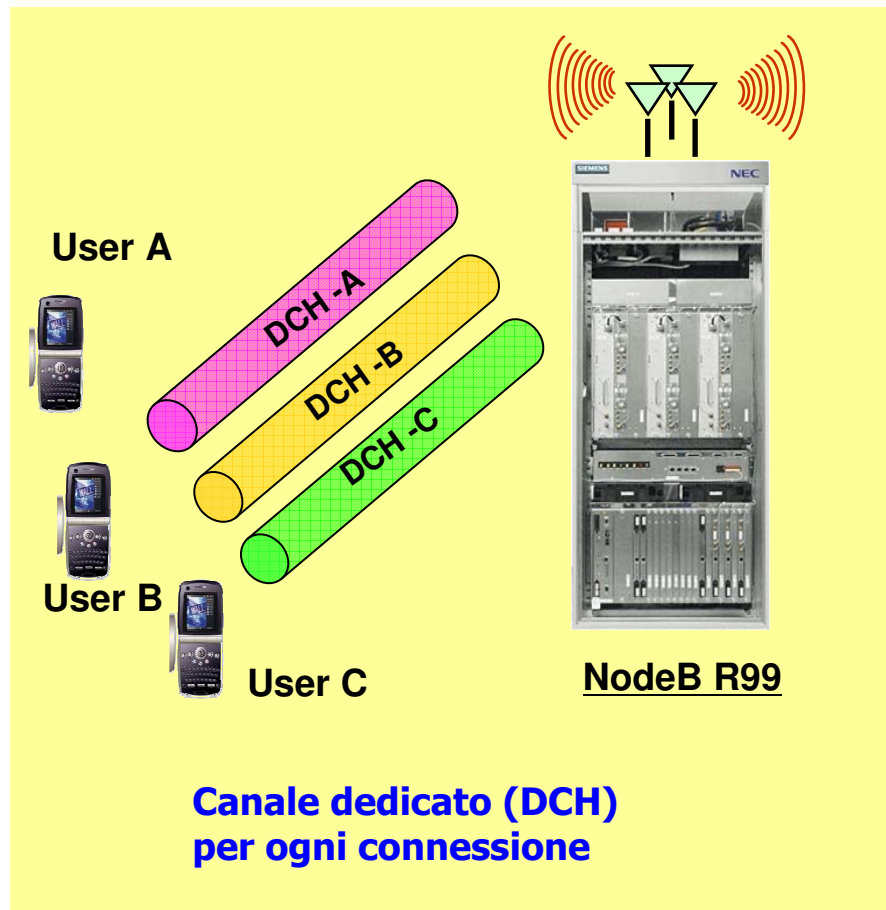 SIEMENS
NEC
User A
DCH -A
DCH -B
DCH -C
User B
User C
NodeB R99
Canale dedicato (DCH)
per ogni connessione